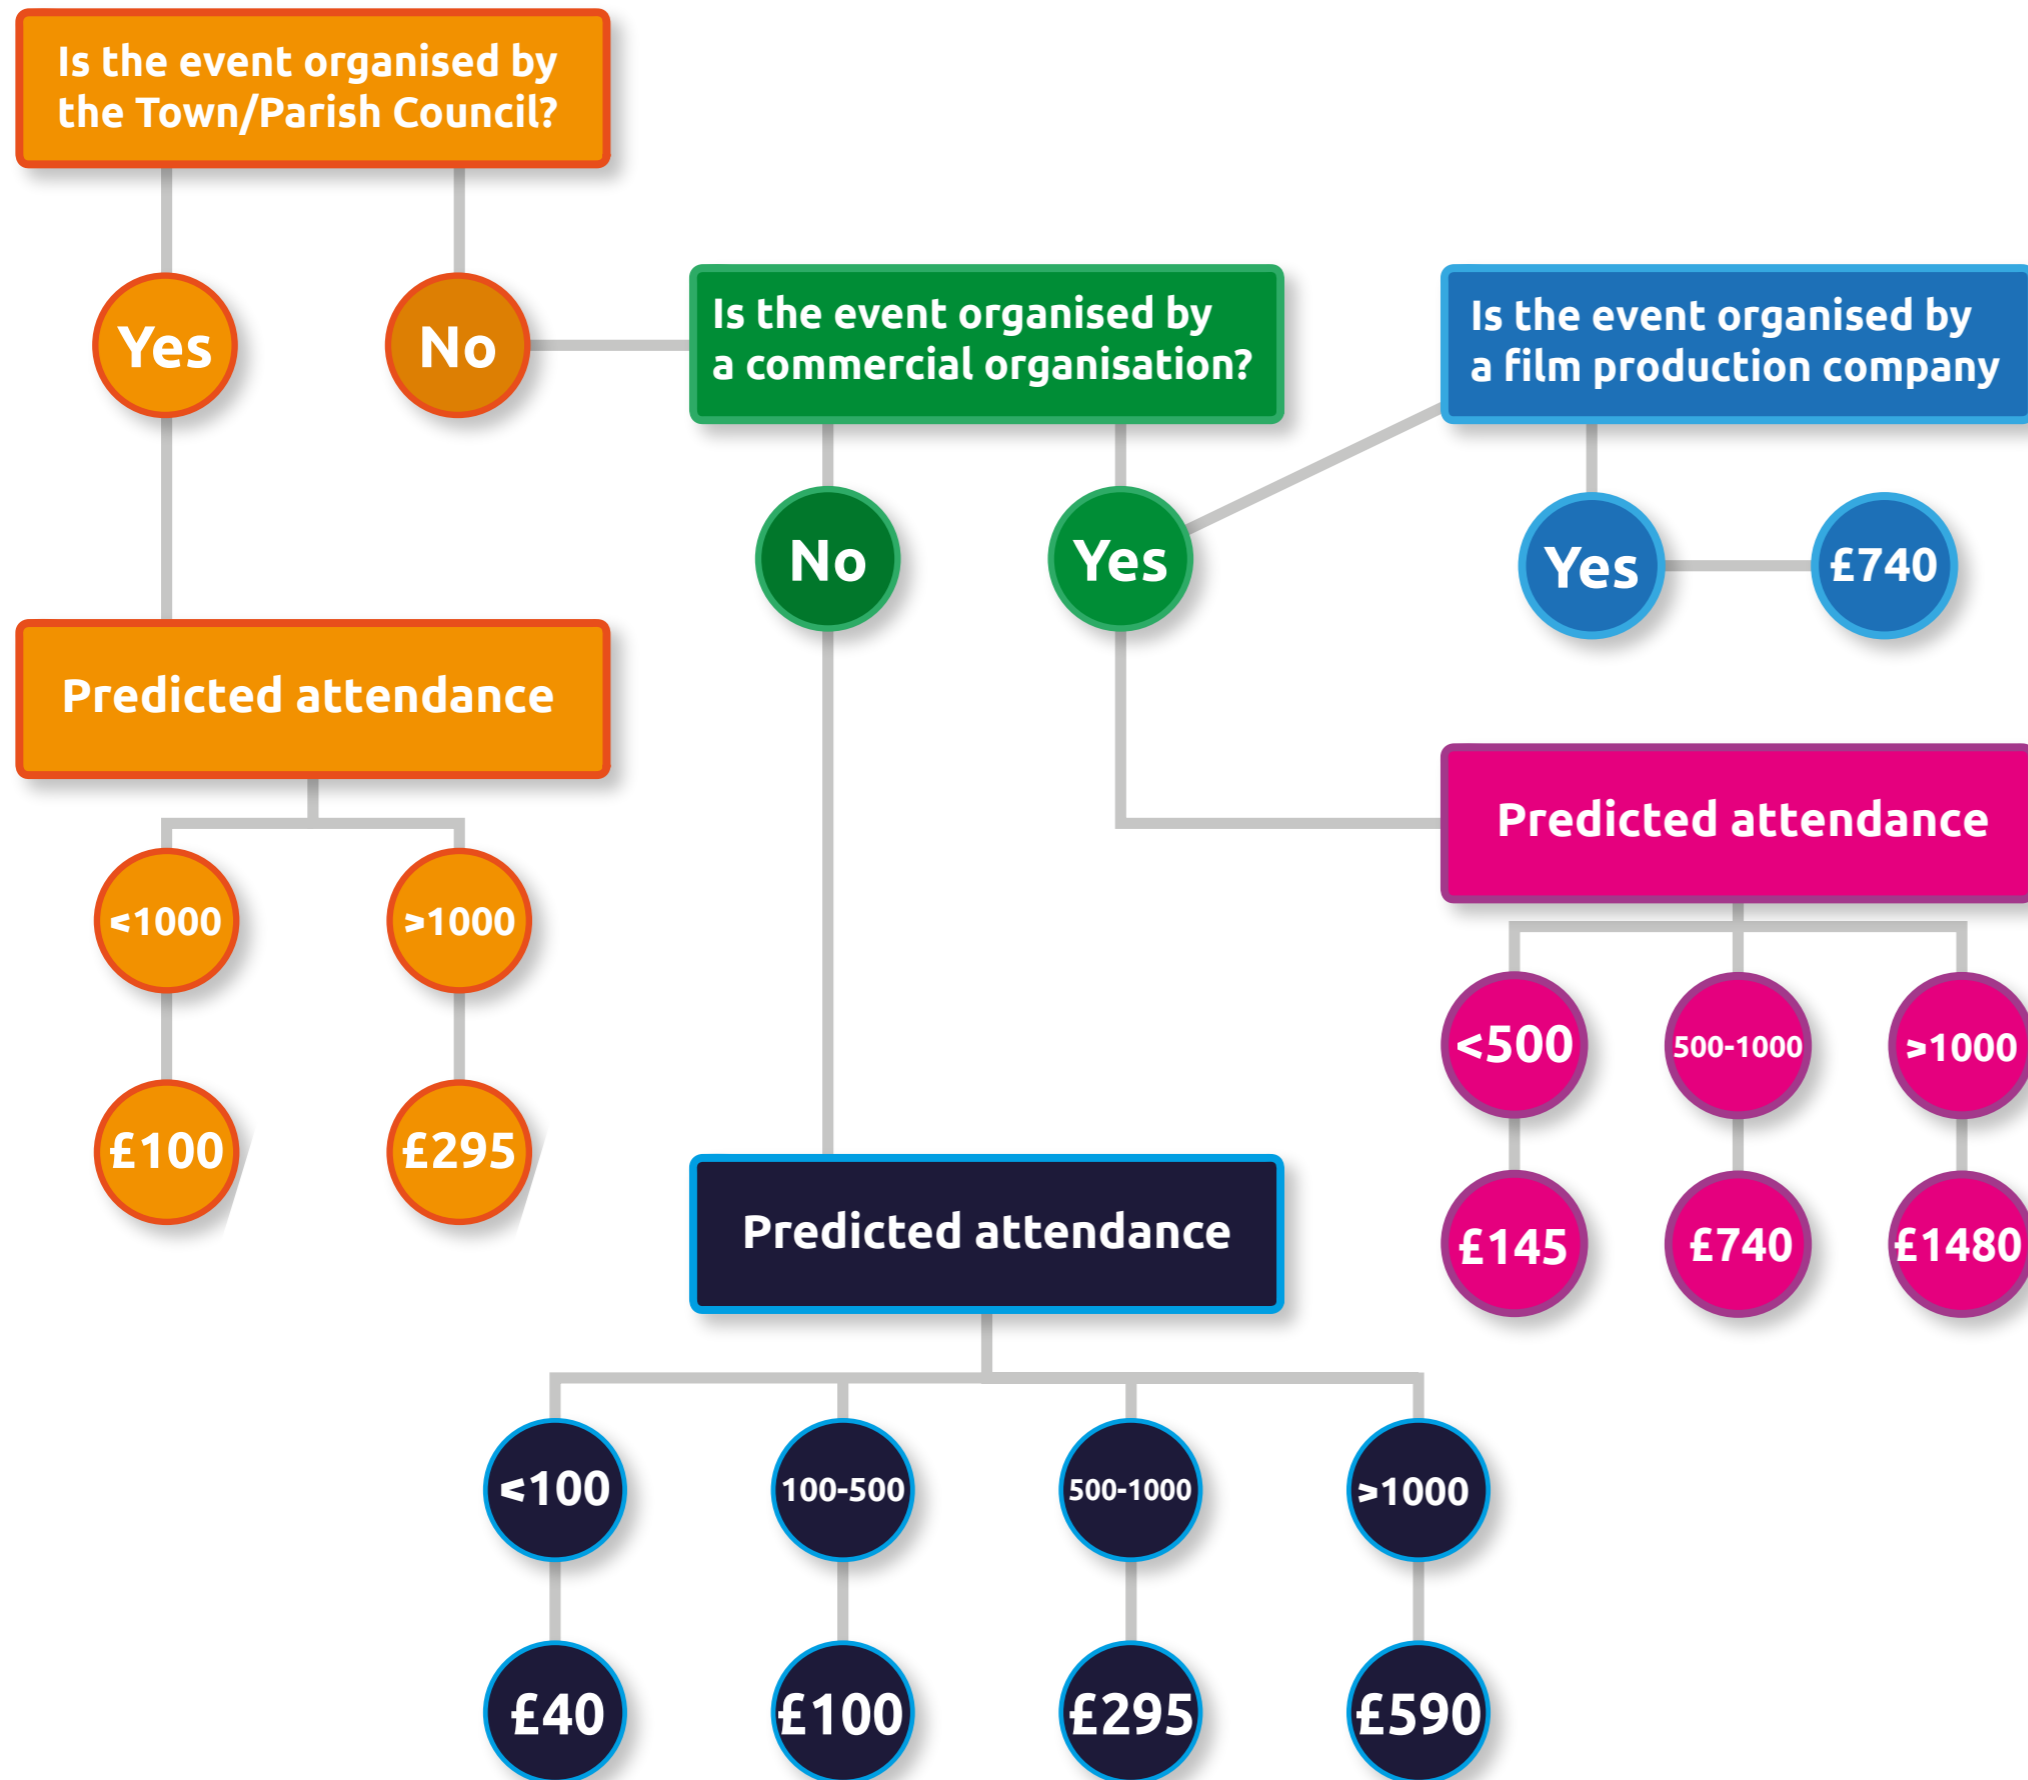 Is the event organised by
the Town/Parish Council?
Yes
No
Is the event organised by
a commercial organisation?
Is the event organised by
a film production company
No
Yes
Yes
£740
Predicted attendance
<1000
>1000
£100
£295
Predicted attendance
<500
500-1000
>1000
£145
£740
£1480
Predicted attendance
<100
100-500
500-1000
>1000
£40
£100
£295
£590